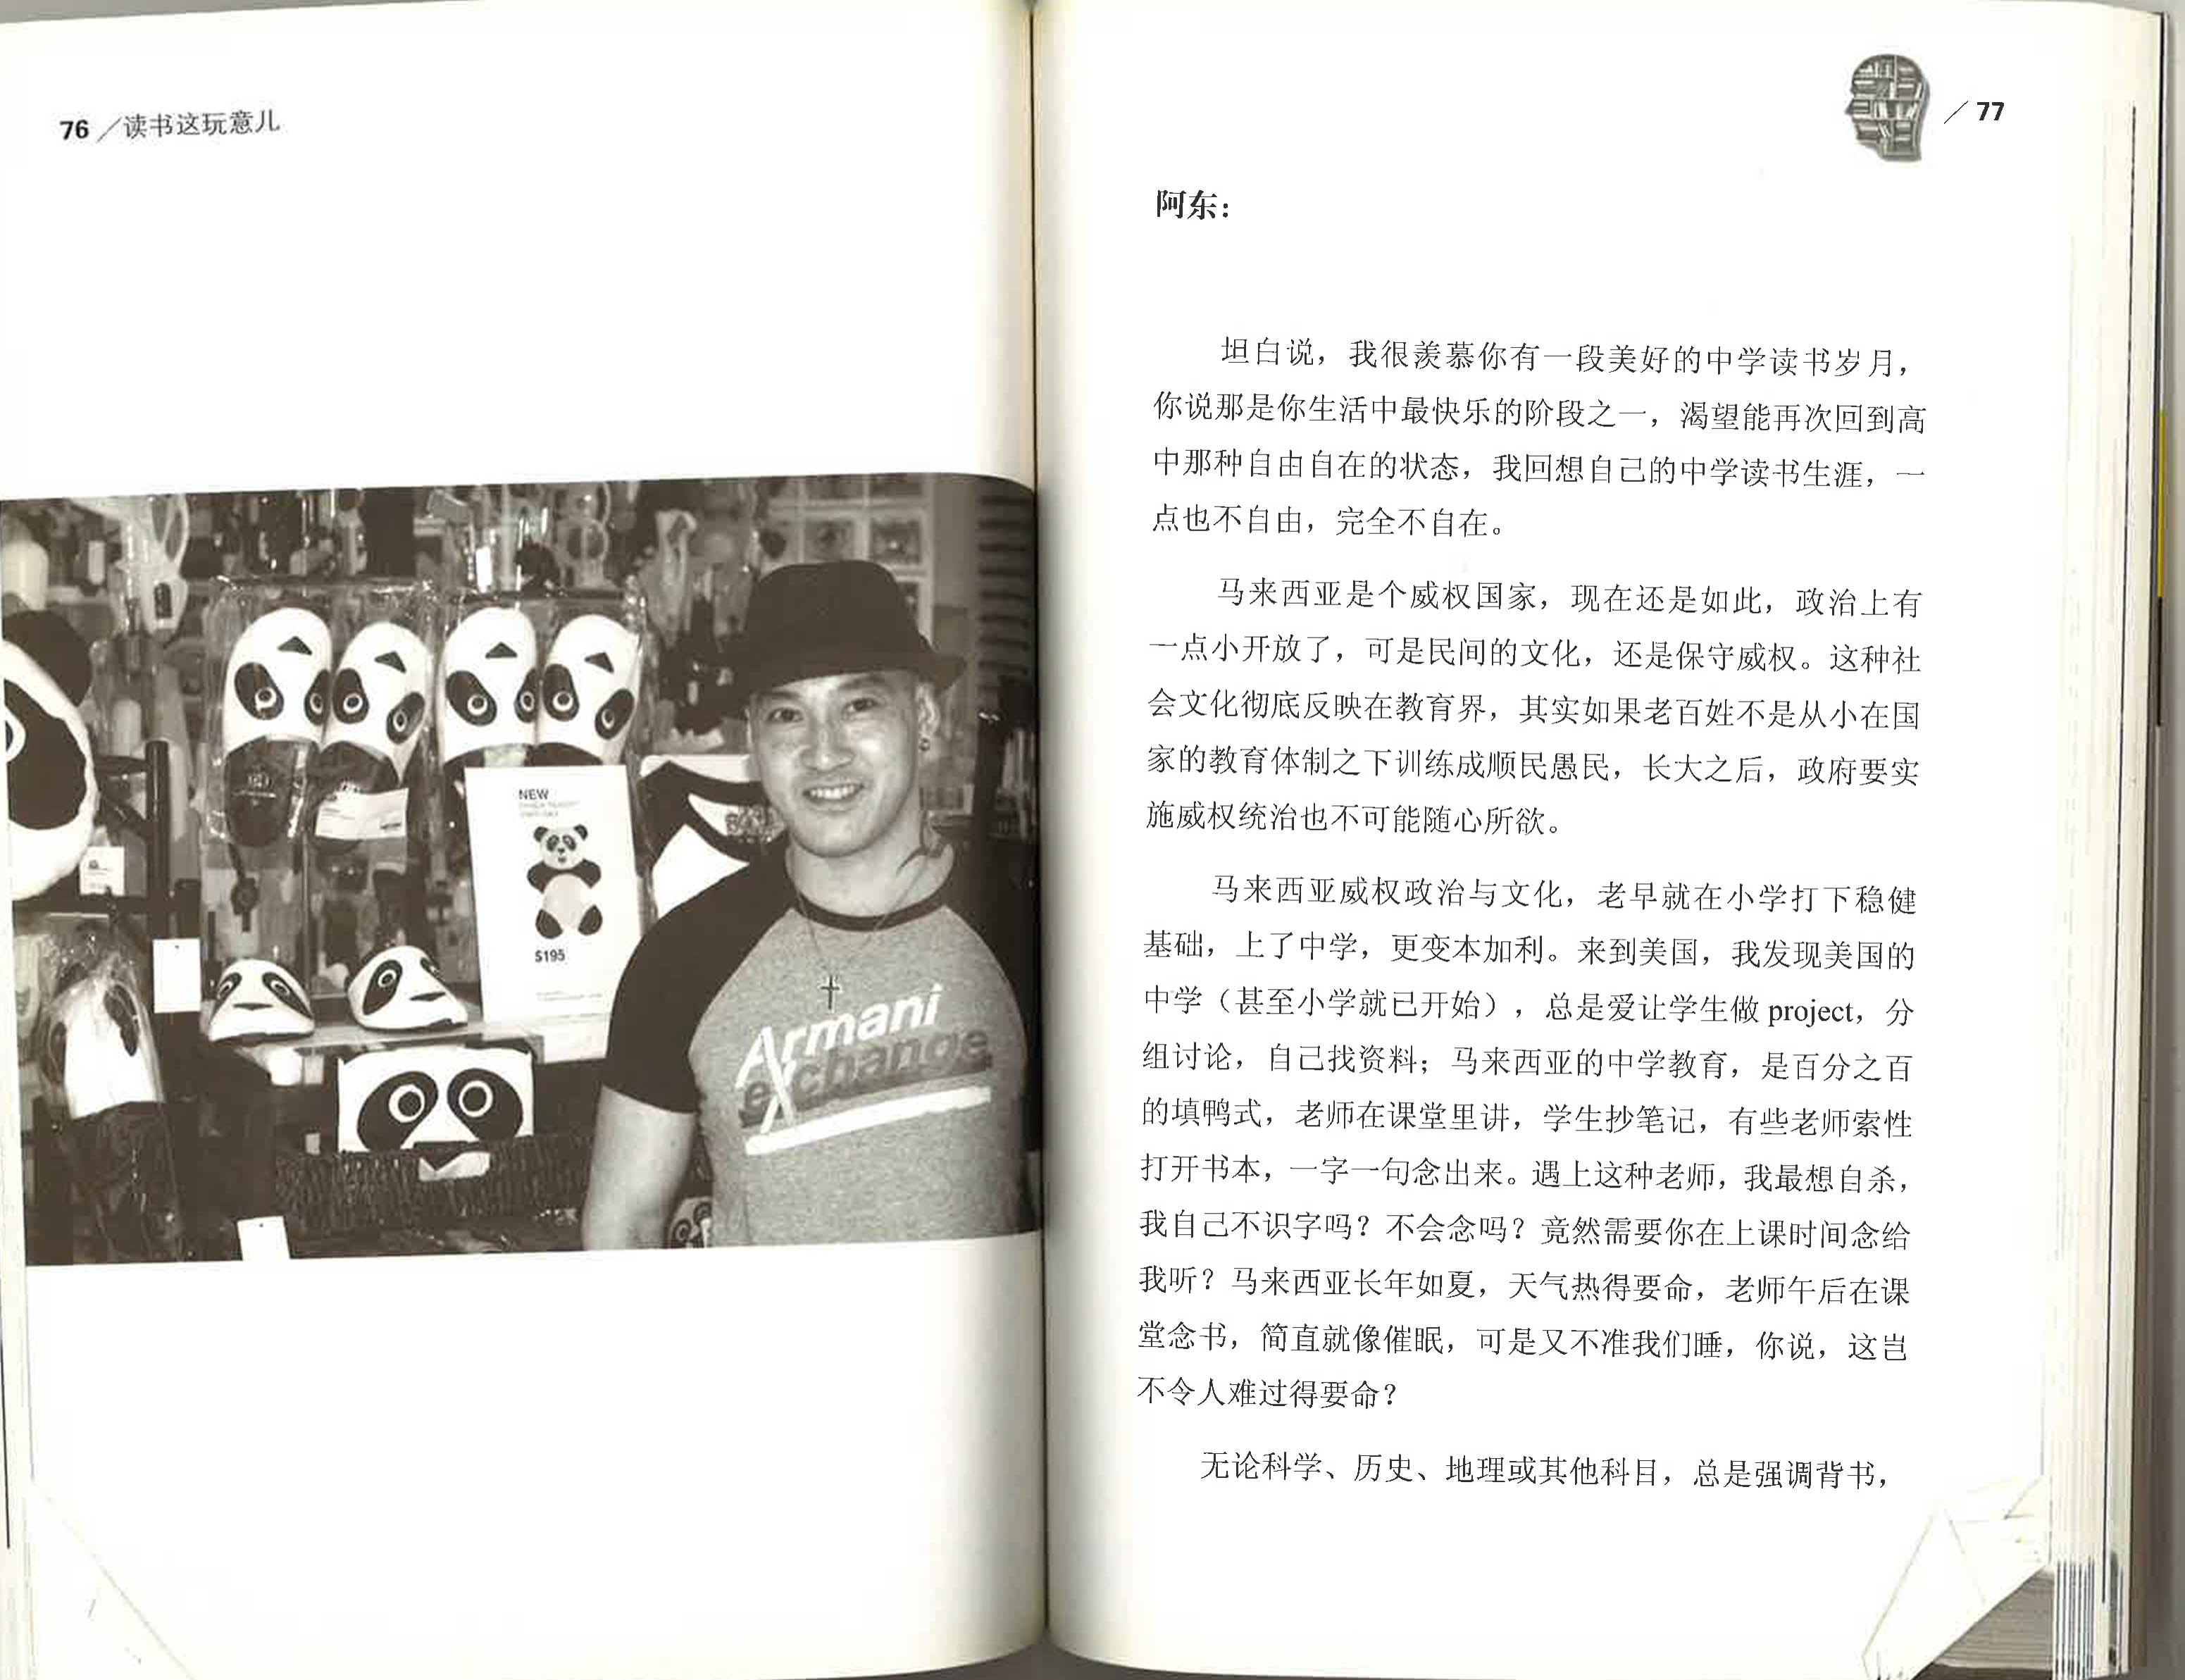 76 ／读书这玩意儿
NEW
$195
Armani
exchange
／77
阿东：
坦白说，我很羡慕你有一段美好的中学读书岁月，
你说那是你生活中最快乐的阶段之一，渴望能再次回到高
中那种自由自在的状态，我回想自己的中学读书生涯，一
点也不自由，完全不自在。
马来西亚是个威权国家，现在还是如此，政治上有
一点小开放了，可是民间的文化，还是保守威权。这种社
会文化彻底反映在教育界，其实如果老百姓不是从小在国
家的教育体制之下训练成顺民愚民，长大之后，政府要实
施威权统治也不可能随心所欲。
马来西亚威权政治与文化，老早就在小学打下稳健
基础，上了中学，更变本加利。来到美国，我发现美国的
中学（甚至小学就已开始），总是爱让学生做 project，分
组讨论，自己找资料；马来西亚的中学教育，是百分之百
的填鸭式，老师在课堂里讲，学生抄笔记，有些老师索性
打开书本，一字一句念出来。遇上这种老师，我最想自杀，
我自己不识字吗？不会念吗？竟然需要你在上课时间念给
我听？马来西亚长年如夏，天气热得要命，老师午后在课
堂念书，简直就像催眠，可是又不准我们睡，你说，这岂
不令人难过得要命？
无论科学、历史、地理或其他科目，总是强调背书，